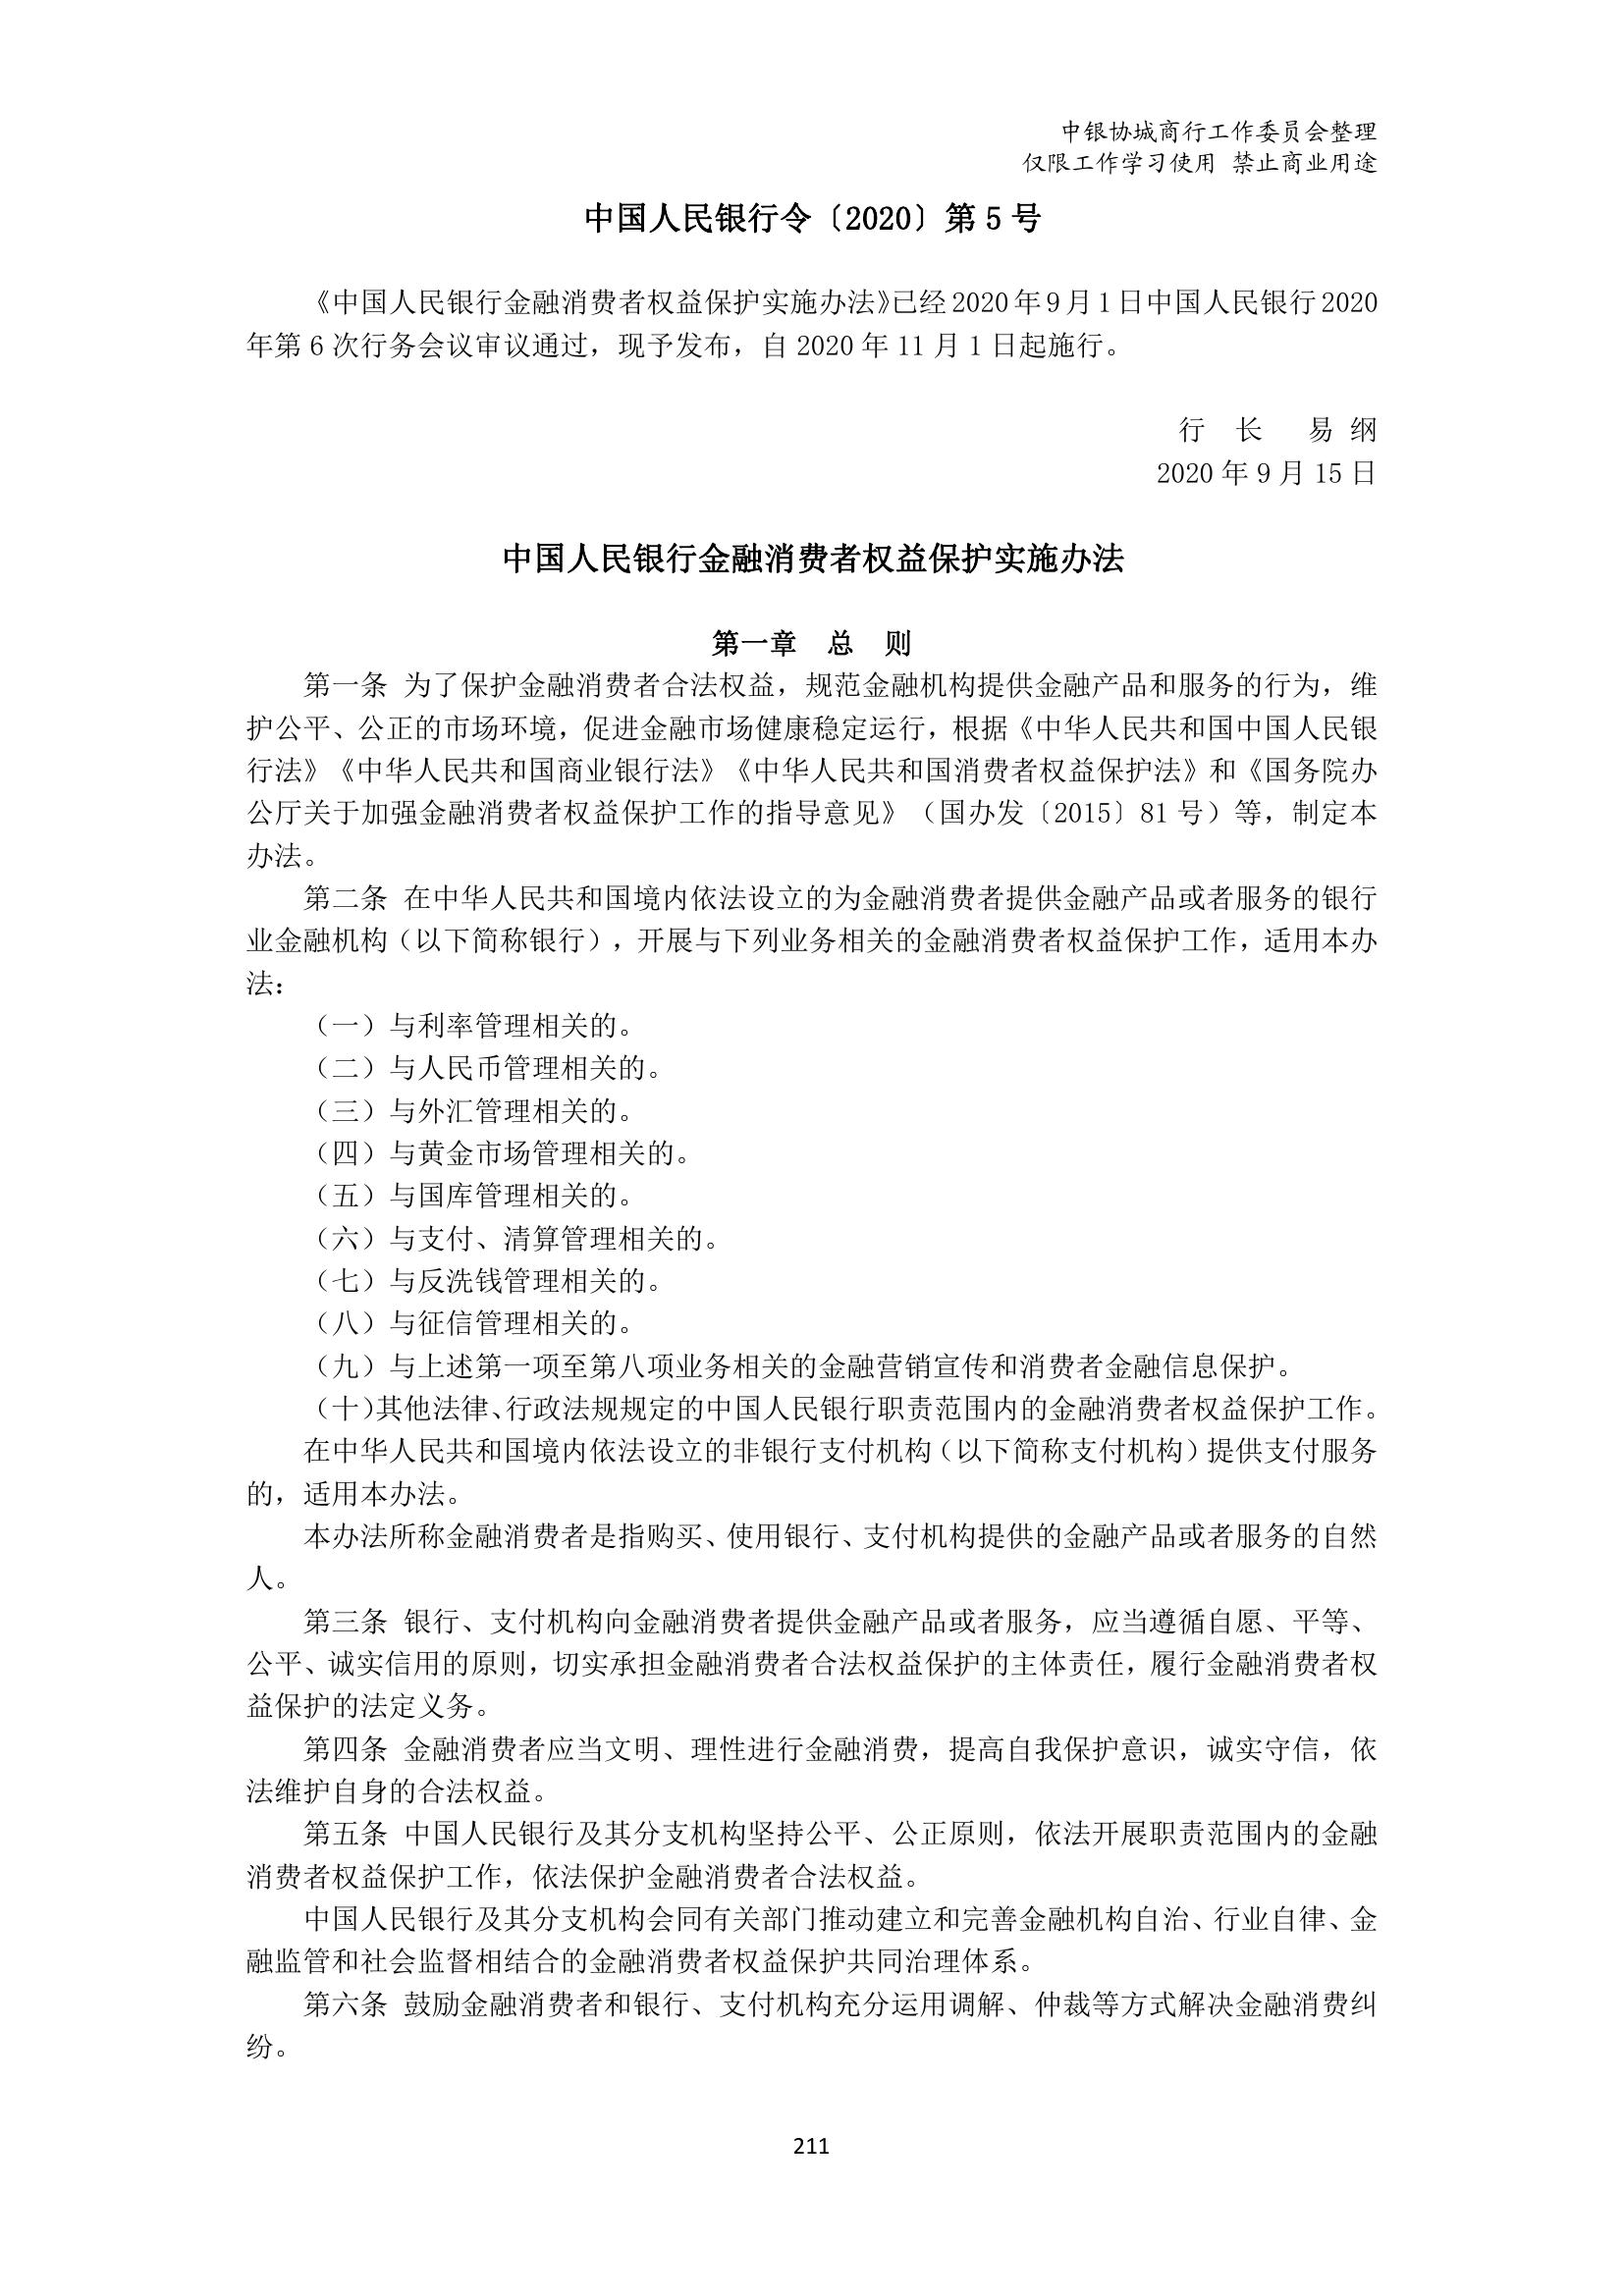 中银协城商行工作委员会整理
仅限工作学习使用 禁止商业用途
中国人民银行令〔2020〕第 5 号
《中国人民银行金融消费者权益保护实施办法》已经 2020 年 9 月 1 日中国人民银行 2020
年第 6 次行务会议审议通过，现予发布，自 2020 年 11 月 1 日起施行。
行 长 易 纲
2020 年 9 月 15 日
中国人民银行金融消费者权益保护实施办法
第一章 总 则
第一条 为了保护金融消费者合法权益，规范金融机构提供金融产品和服务的行为，维
护公平、公正的市场环境，促进金融市场健康稳定运行，根据《中华人民共和国中国人民银
行法》《中华人民共和国商业银行法》《中华人民共和国消费者权益保护法》和《国务院办
公厅关于加强金融消费者权益保护工作的指导意见》（国办发〔2015〕81 号）等，制定本
办法。
第二条 在中华人民共和国境内依法设立的为金融消费者提供金融产品或者服务的银行
业金融机构（以下简称银行），开展与下列业务相关的金融消费者权益保护工作，适用本办
法：
（一）与利率管理相关的。
（二）与人民币管理相关的。
（三）与外汇管理相关的。
（四）与黄金市场管理相关的。
（五）与国库管理相关的。
（六）与支付、清算管理相关的。
（七）与反洗钱管理相关的。
（八）与征信管理相关的。
（九）与上述第一项至第八项业务相关的金融营销宣传和消费者金融信息保护。
（十）其他法律、行政法规规定的中国人民银行职责范围内的金融消费者权益保护工作。
在中华人民共和国境内依法设立的非银行支付机构（以下简称支付机构）提供支付服务
的，适用本办法。
本办法所称金融消费者是指购买、使用银行、支付机构提供的金融产品或者服务的自然
人。
第三条 银行、支付机构向金融消费者提供金融产品或者服务，应当遵循自愿、平等、
公平、诚实信用的原则，切实承担金融消费者合法权益保护的主体责任，履行金融消费者权
益保护的法定义务。
第四条 金融消费者应当文明、理性进行金融消费，提高自我保护意识，诚实守信，依
法维护自身的合法权益。
第五条 中国人民银行及其分支机构坚持公平、公正原则，依法开展职责范围内的金融
消费者权益保护工作，依法保护金融消费者合法权益。
中国人民银行及其分支机构会同有关部门推动建立和完善金融机构自治、行业自律、金
融监管和社会监督相结合的金融消费者权益保护共同治理体系。
第六条 鼓励金融消费者和银行、支付机构充分运用调解、仲裁等方式解决金融消费纠
纷。
211